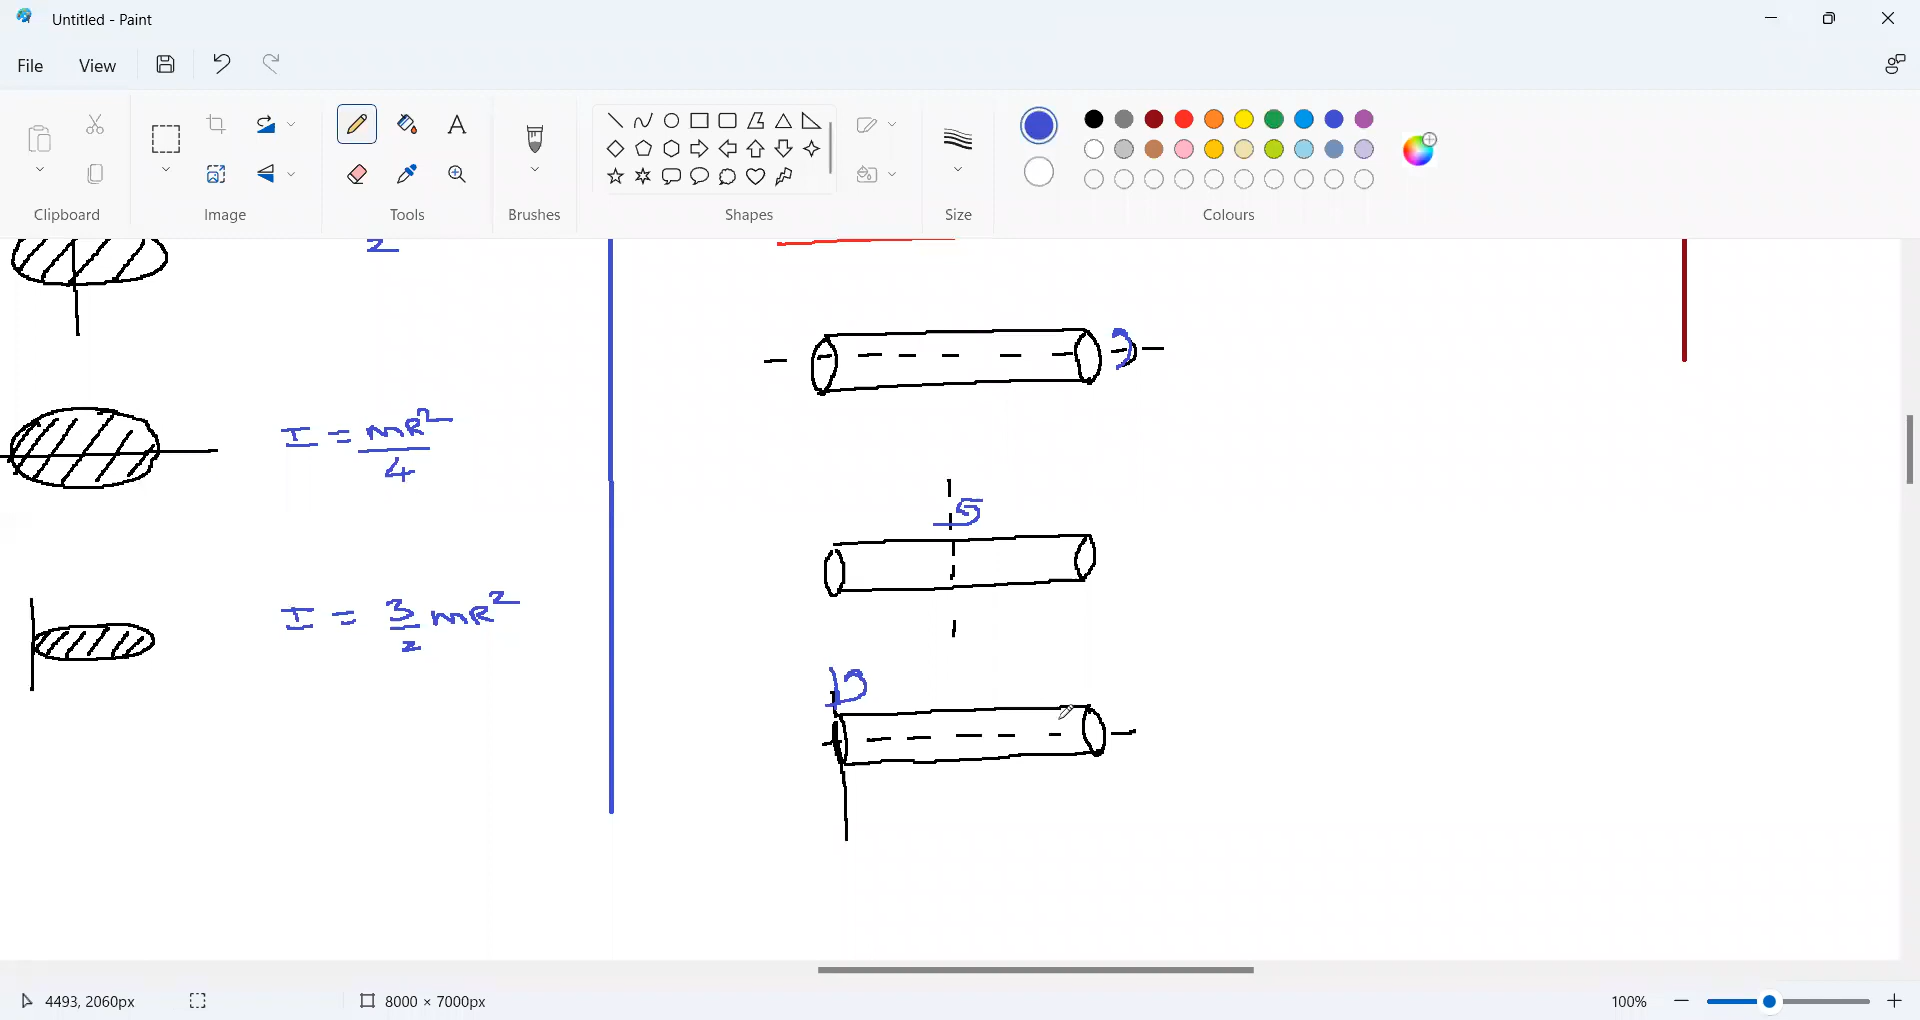 Untitled - Paint
File View
Clipboard Image Tools Brushes Shapes Size Colours
2
I = mR²
4
I = 3 mR²
2
4493, 2060px 8000 × 7000px 100%